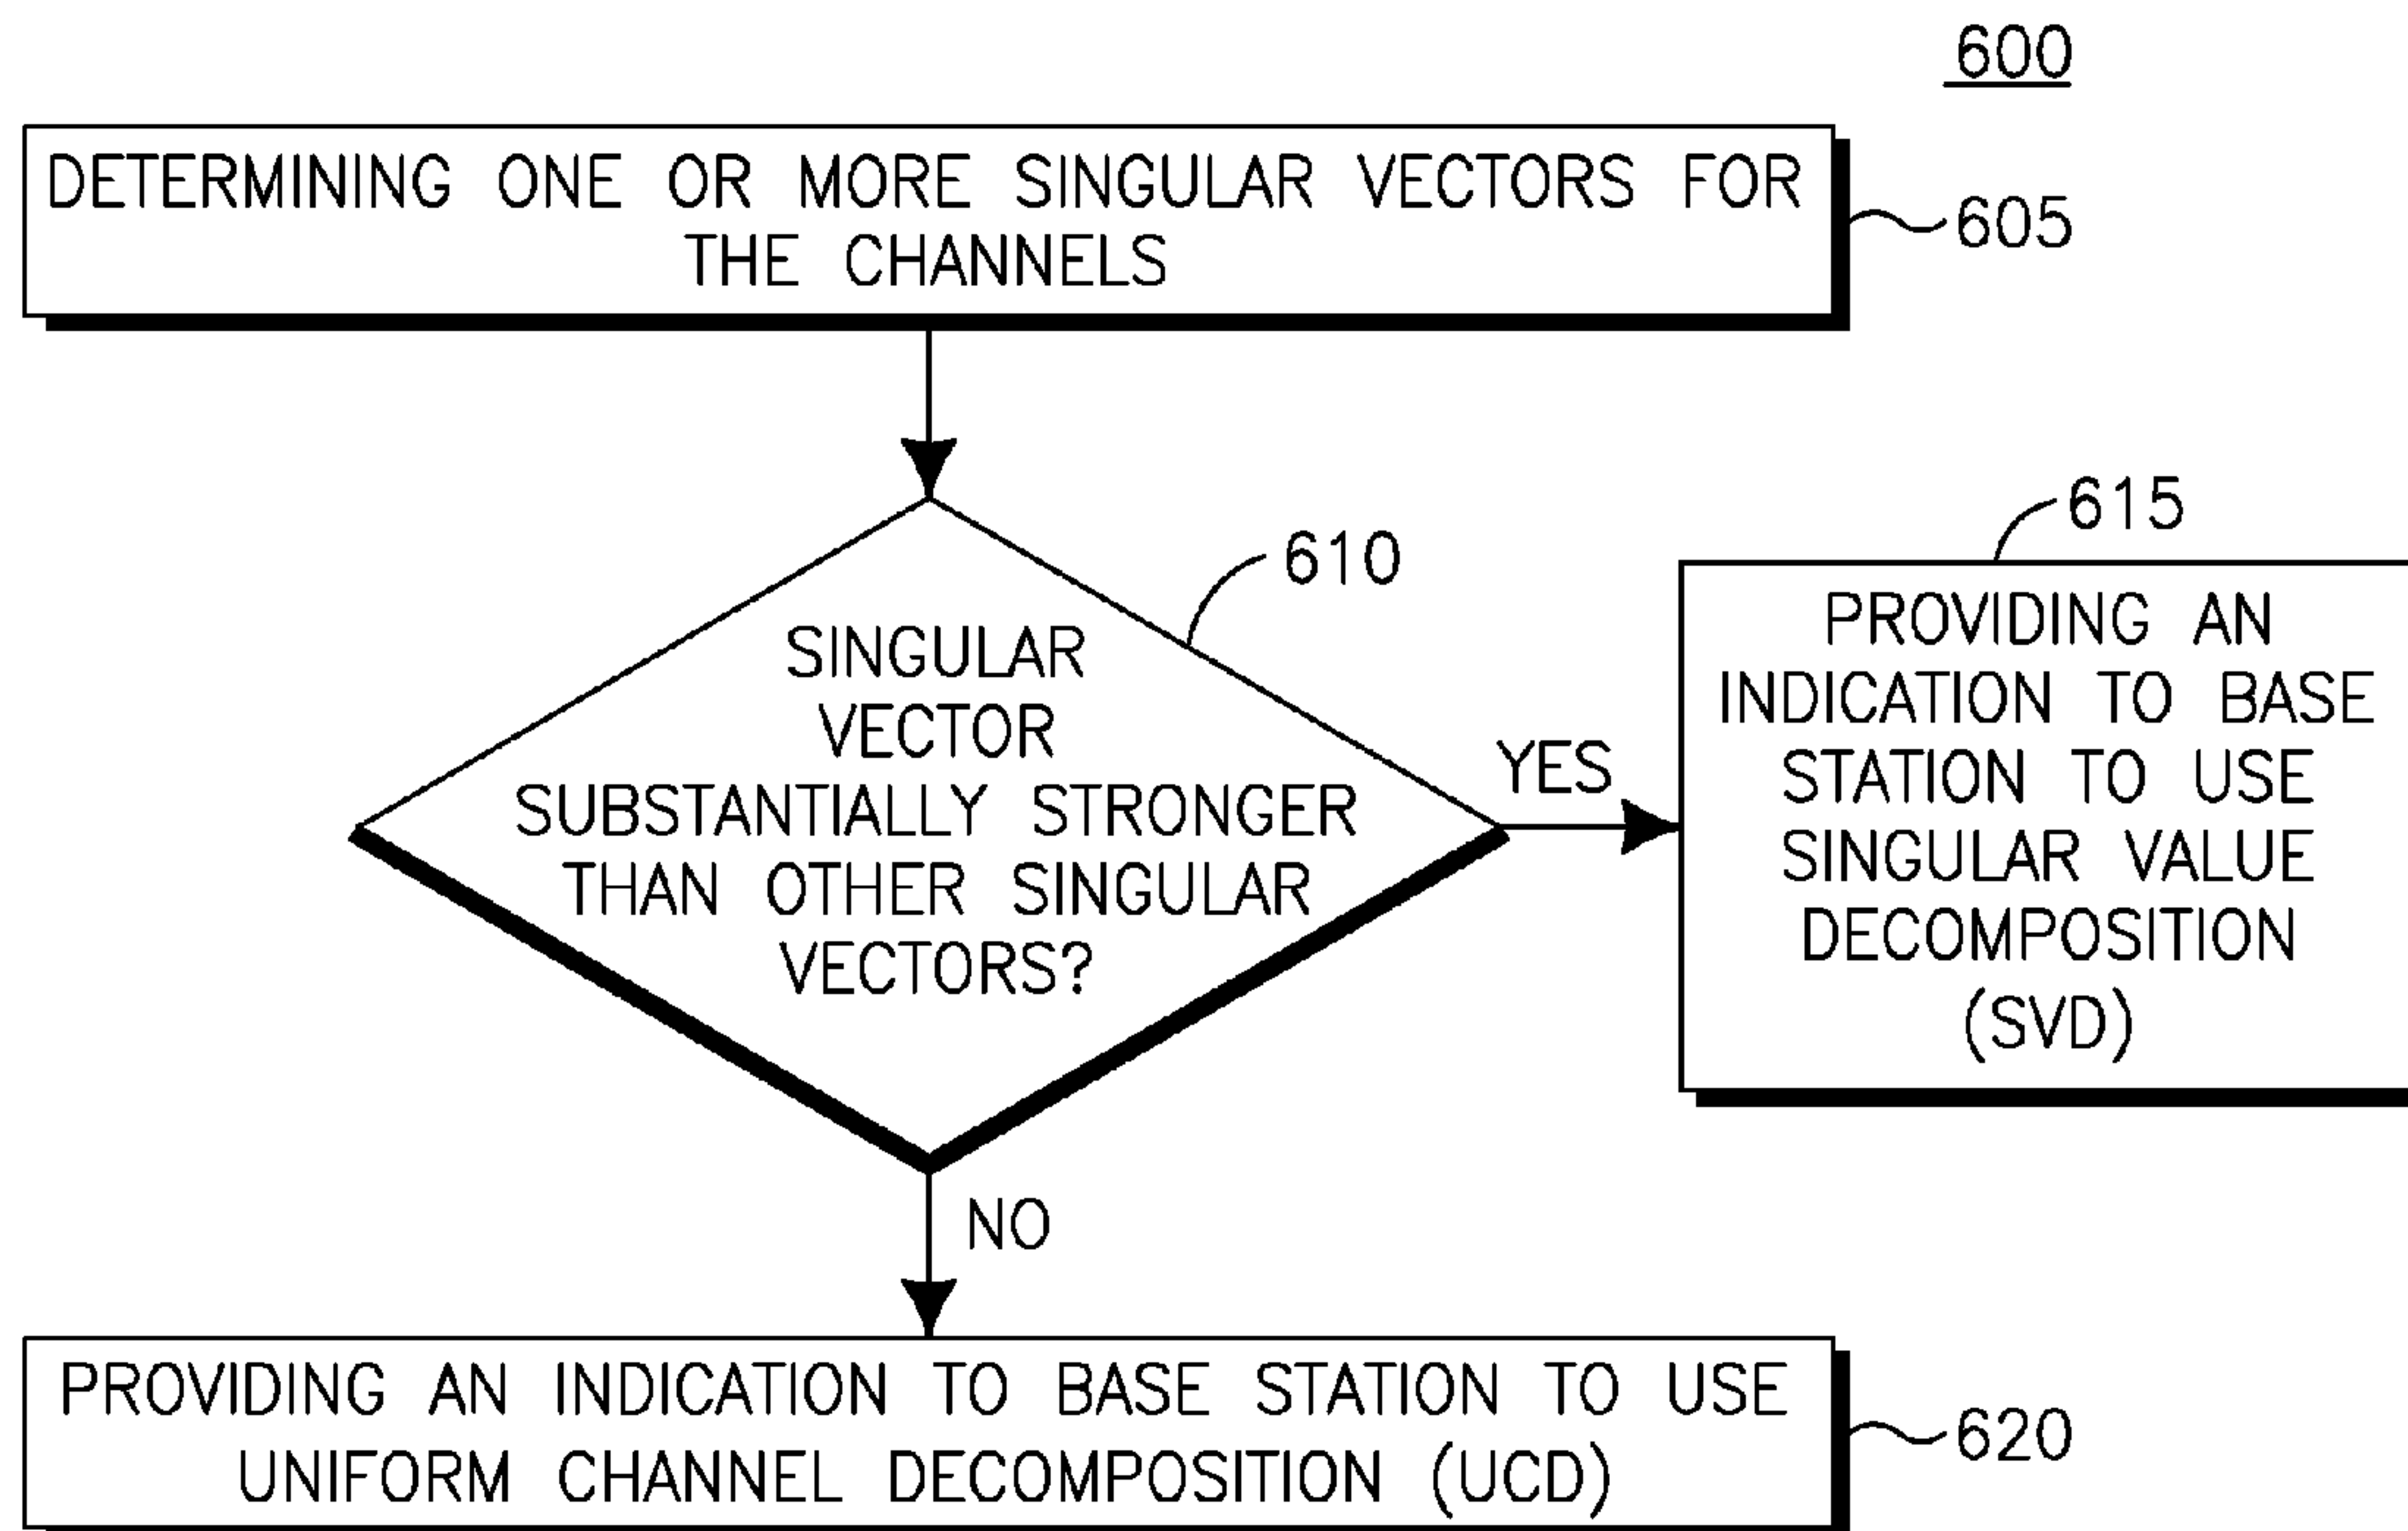 600
DETERMINING ONE OR MORE SINGULAR VECTORS FOR
THE CHANNELS
605
610
SINGULAR
VECTOR
SUBSTANTIALLY STRONGER
THAN OTHER SINGULAR
VECTORS?
YES
615
PROVIDING AN
INDICATION TO BASE
STATION TO USE
SINGULAR VALUE
DECOMPOSITION
(SVD)
NO
PROVIDING AN INDICATION TO BASE STATION TO USE
UNIFORM CHANNEL DECOMPOSITION (UCD)
620